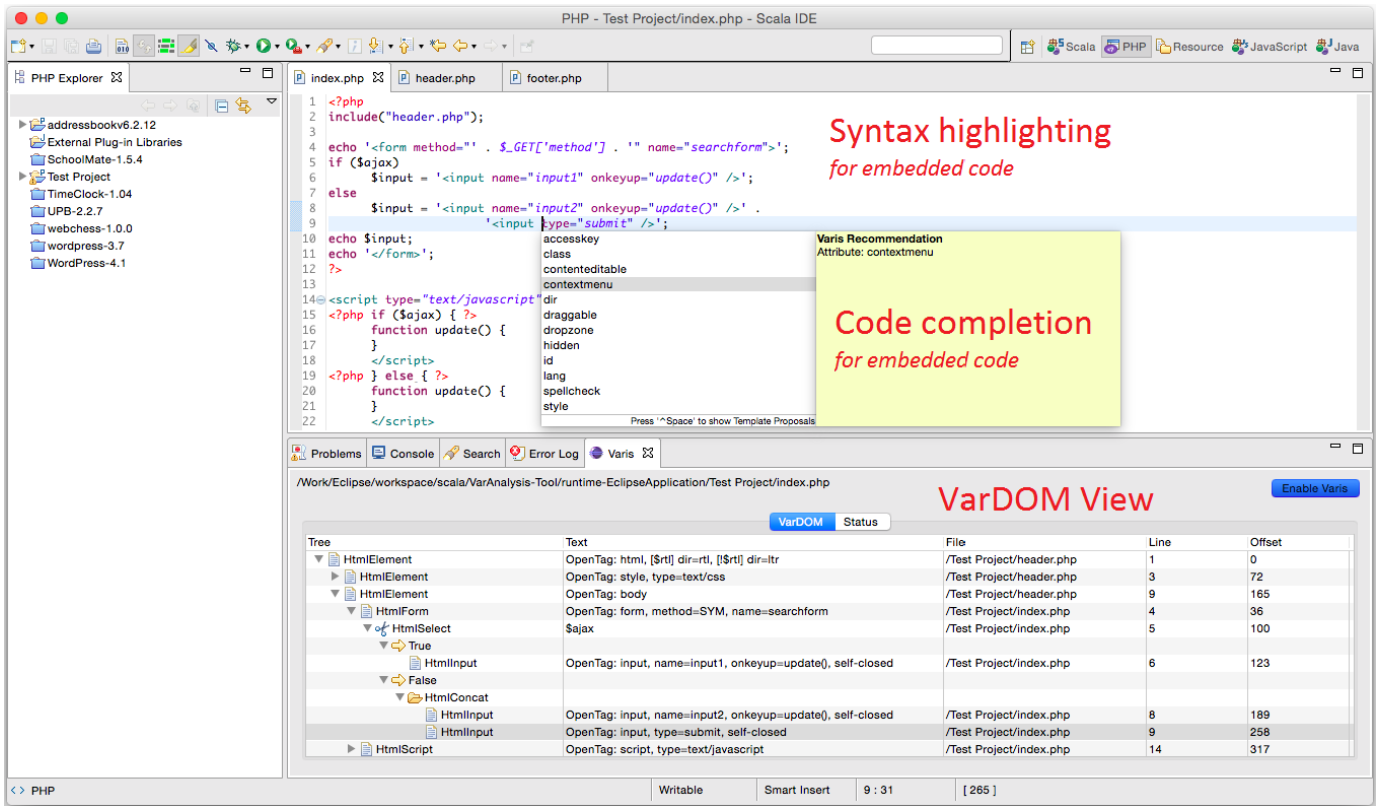 PHP - Test Project/index.php - Scala IDE
Scala PHP Resource JavaScript Java
PHP Explorer
addressbookv6.2.12
External Plug-in Libraries
SchoolMate-1.5.4
Test Project
TimeClock-1.04
UPB-2.2.7
webchess-1.0.0
wordpress-3.7
WordPress-4.1
index.php header.php footer.php
1 <?php
2 include("header.php");
3
4 echo '<form method="' . $_GET['method'] . '" name="searchform">';
5 if ($ajax)
6 $input = '<input name="input1" onkeyup="update()" />';
7 else
8 $input = '<input name="input2" onkeyup="update()" />' .
9 '<input type="submit" />';
10 echo $input;
11 echo '</form>';
12 ?>
13
14 <script type="text/javascript"
15 <?php if ($ajax) { ?>
16 function update() {
17 }
18 </script>
19 <?php } else { ?>
20 function update() {
21 }
22 </script>
accesskey
class
contenteditable
contextmenu
dir
draggable
dropzone
hidden
id
lang
spellcheck
style
Press '^Space' to show Template Proposals
Varis Recommendation
Attribute: contextmenu
Syntax highlighting
for embedded code
Code completion
for embedded code
Problems Console Search Error Log Varis
/Work/Eclipse/workspace/scala/VarAnalysis-Tool/runtime-EclipseApplication/Test Project/index.php
VarDOM View
Enable Varis
VarDOM Status
Tree Text File Line Offset
HtmlElement OpenTag: html, [$rtl] dir=rtl, [!$rtl] dir=ltr /Test Project/header.php 1 0
HtmlElement OpenTag: style, type=text/css /Test Project/header.php 3 72
HtmlElement OpenTag: body /Test Project/header.php 9 165
HtmlForm OpenTag: form, method=SYM, name=searchform /Test Project/index.php 4 36
HtmlSelect $ajax /Test Project/index.php 5 100
True
HtmlInput OpenTag: input, name=input1, onkeyup=update(), self-closed /Test Project/index.php 6 123
False
HtmlConcat
HtmlInput OpenTag: input, name=input2, onkeyup=update(), self-closed /Test Project/index.php 8 189
HtmlInput OpenTag: input, type=submit, self-closed /Test Project/index.php 9 258
HtmlScript OpenTag: script, type=text/javascript /Test Project/index.php 14 317
PHP Writable Smart Insert 9 : 31 [ 265 ]